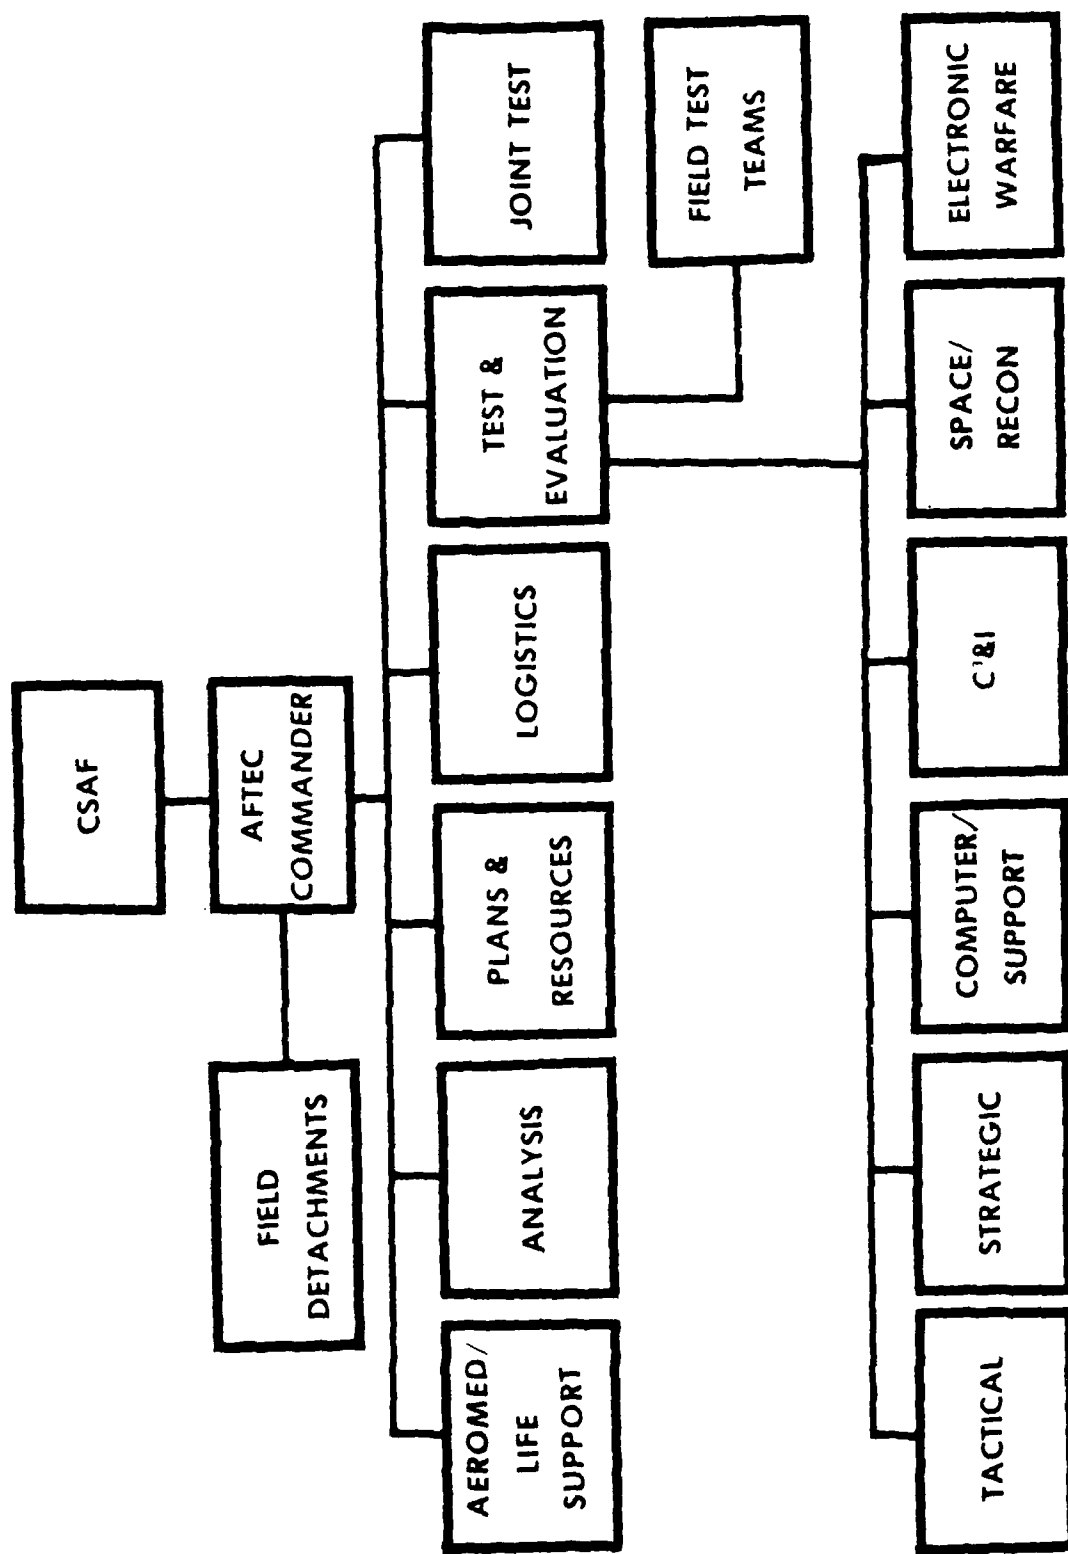 CSAF
FIELD
DETACHMENTS
AFTEC
COMMANDER
AEROMED/
LIFE
SUPPORT
ANALYSIS
PLANS &
RESOURCES
LOGISTICS
TEST &
EVALUATION
JOINT TEST
FIELD TEST
TEAMS
TACTICAL
STRATEGIC
COMPUTER/
SUPPORT
C'&I
SPACE/
RECON
ELECTRONIC
WARFARE